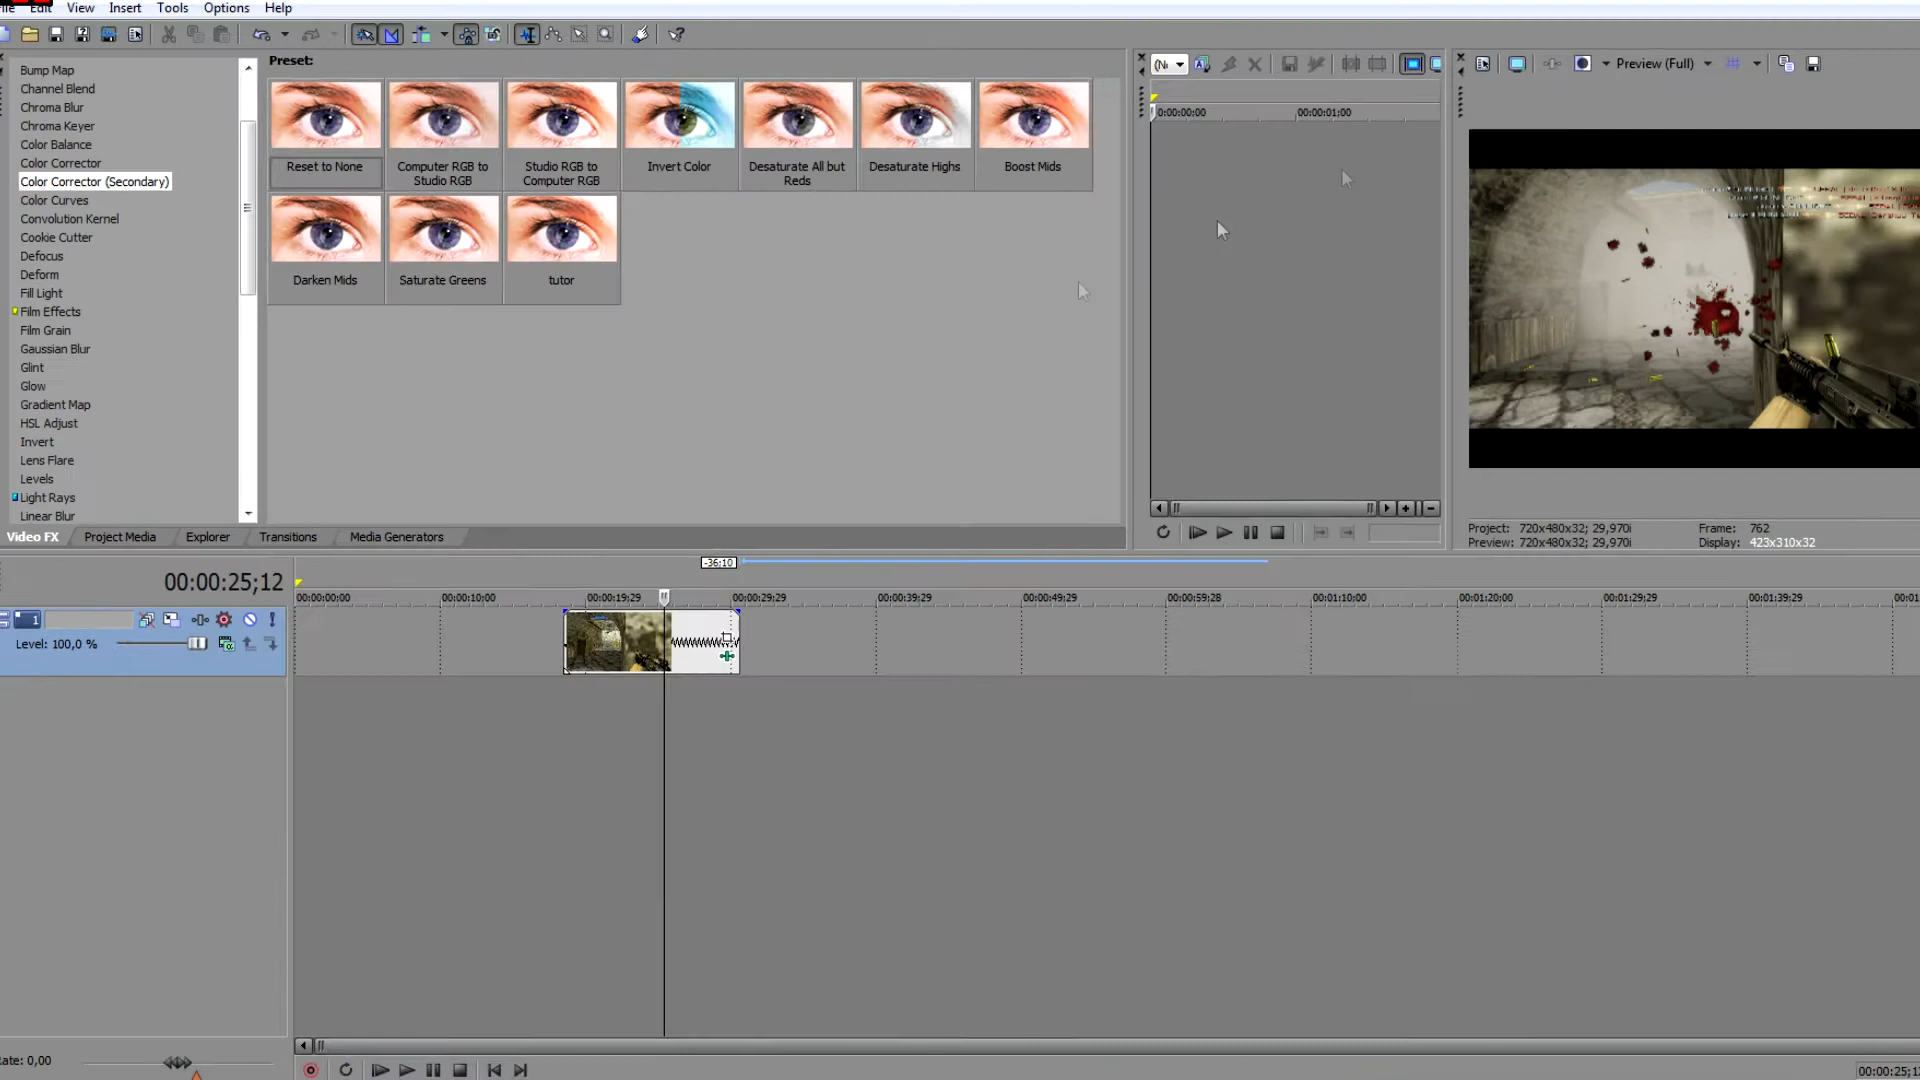 Edit View Insert Tools Options Help
Preset:
Bump Map
Channel Blend
Chroma Blur
Chroma Keyer
Color Balance
Color Corrector
Color Corrector (Secondary)
Color Curves
Convolution Kernel
Cookie Cutter
Defocus
Deform
Fill Light
Film Effects
Film Grain
Gaussian Blur
Glint
Glow
Gradient Map
HSL Adjust
Invert
Lens Flare
Levels
Light Rays
Linear Blur
Reset to None
Computer RGB to
Studio RGB
Studio RGB to
Computer RGB
Invert Color
Desaturate All but
Reds
Desaturate Highs
Boost Mids
Darken Mids
Saturate Greens
tutor
Video FX Project Media Explorer Transitions Media Generators
0:00:00;00 00:00:01;00
Preview (Full)
Project: 720x480x32; 29,970i Frame: 762
Preview: 720x480x32; 29,970i Display: 423x310x32
-36:10
00:00:25;12
00:00:00;00 00:00:10;00 00:00:19;29 00:00:29;29 00:00:39;29 00:00:49;29 00:00:59;28 00:01:10;00 00:01:20;00 00:01:29;29 00:01:39;29
1
Level: 100,0 %
ate: 0,00
00:00:25;1